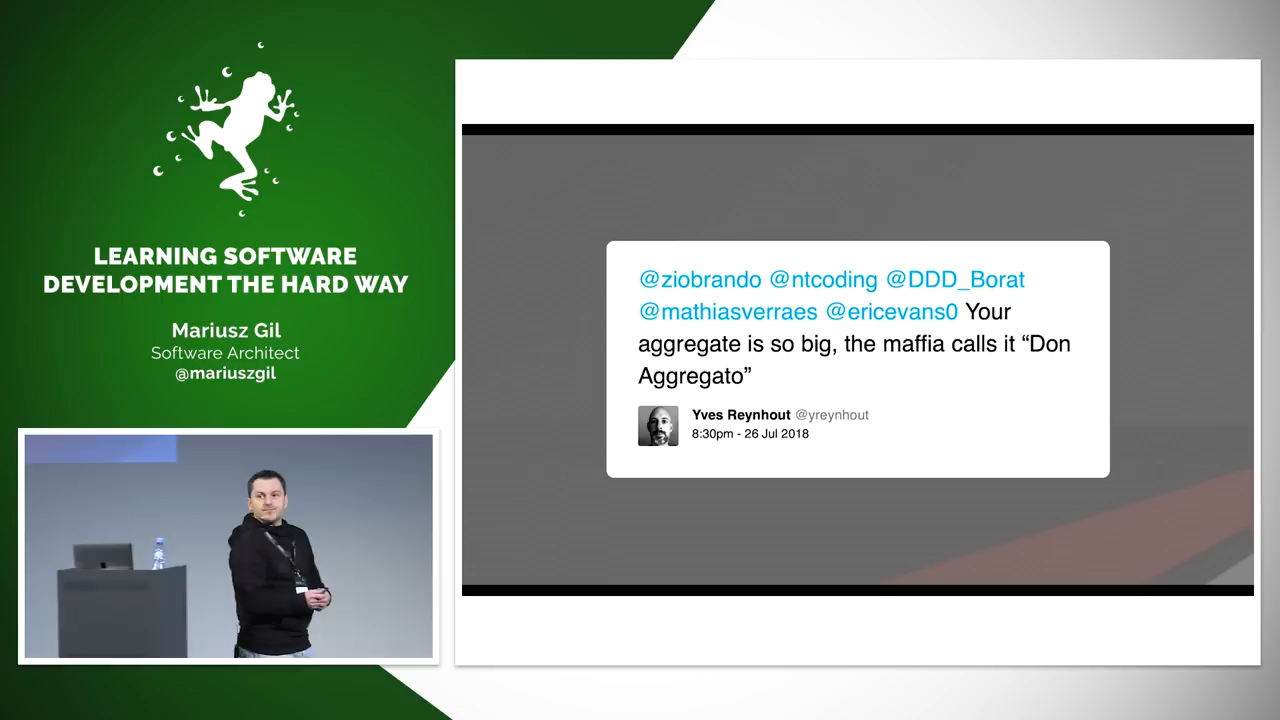 LEARNING SOFTWARE
DEVELOPMENT THE HARD WAY
Mariusz Gil
Software Architect
@mariuszgil
@ziobrando @ntcoding @DDD_Borat
@mathiasverraes @ericevans0 Your
aggregate is so big, the maffia calls it “Don
Aggregato”
Yves Reynhout @yreynhout
8:30pm - 26 Jul 2018